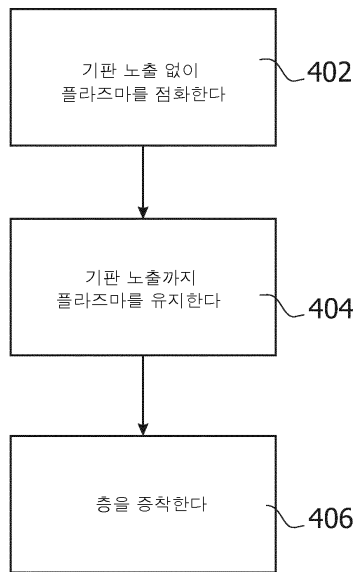 기판 노출 없이
플라즈마를 점화한다
402
기판 노출까지
플라즈마를 유지한다
404
층을 증착한다
406